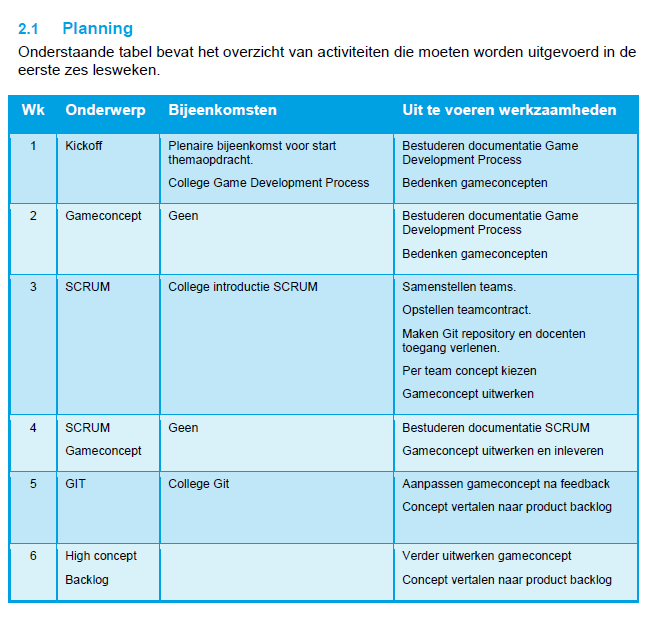 2.1 Planning
Onderstaande tabel bevat het overzicht van activiteiten die moeten worden uitgevoerd in de
eerste zes lesweken.
Wk Onderwerp Bijeenkomsten Uit te voeren werkzaamheden
1 Kickoff Plenaire bijeenkomst voor start Bestuderen documentatie Game
themaopdracht. Development Process
College Game Development Process Bedenken gameconcepten
2 Gameconcept Geen Bestuderen documentatie Game
Development Process
Bedenken gameconcepten
3 SCRUM College introductie SCRUM Samenstellen teams.
Opstellen teamcontract.
Maken Git repository en docenten
toegang verlenen.
Per team concept kiezen
Gameconcept uitwerken
4 SCRUM Geen Bestuderen documentatie SCRUM
Gameconcept Gameconcept uitwerken en inleveren
5 GIT College Git Aanpassen gameconcept na feedback
Concept vertalen naar product backlog
6 High concept Verder uitwerken gameconcept
Backlog Concept vertalen naar product backlog